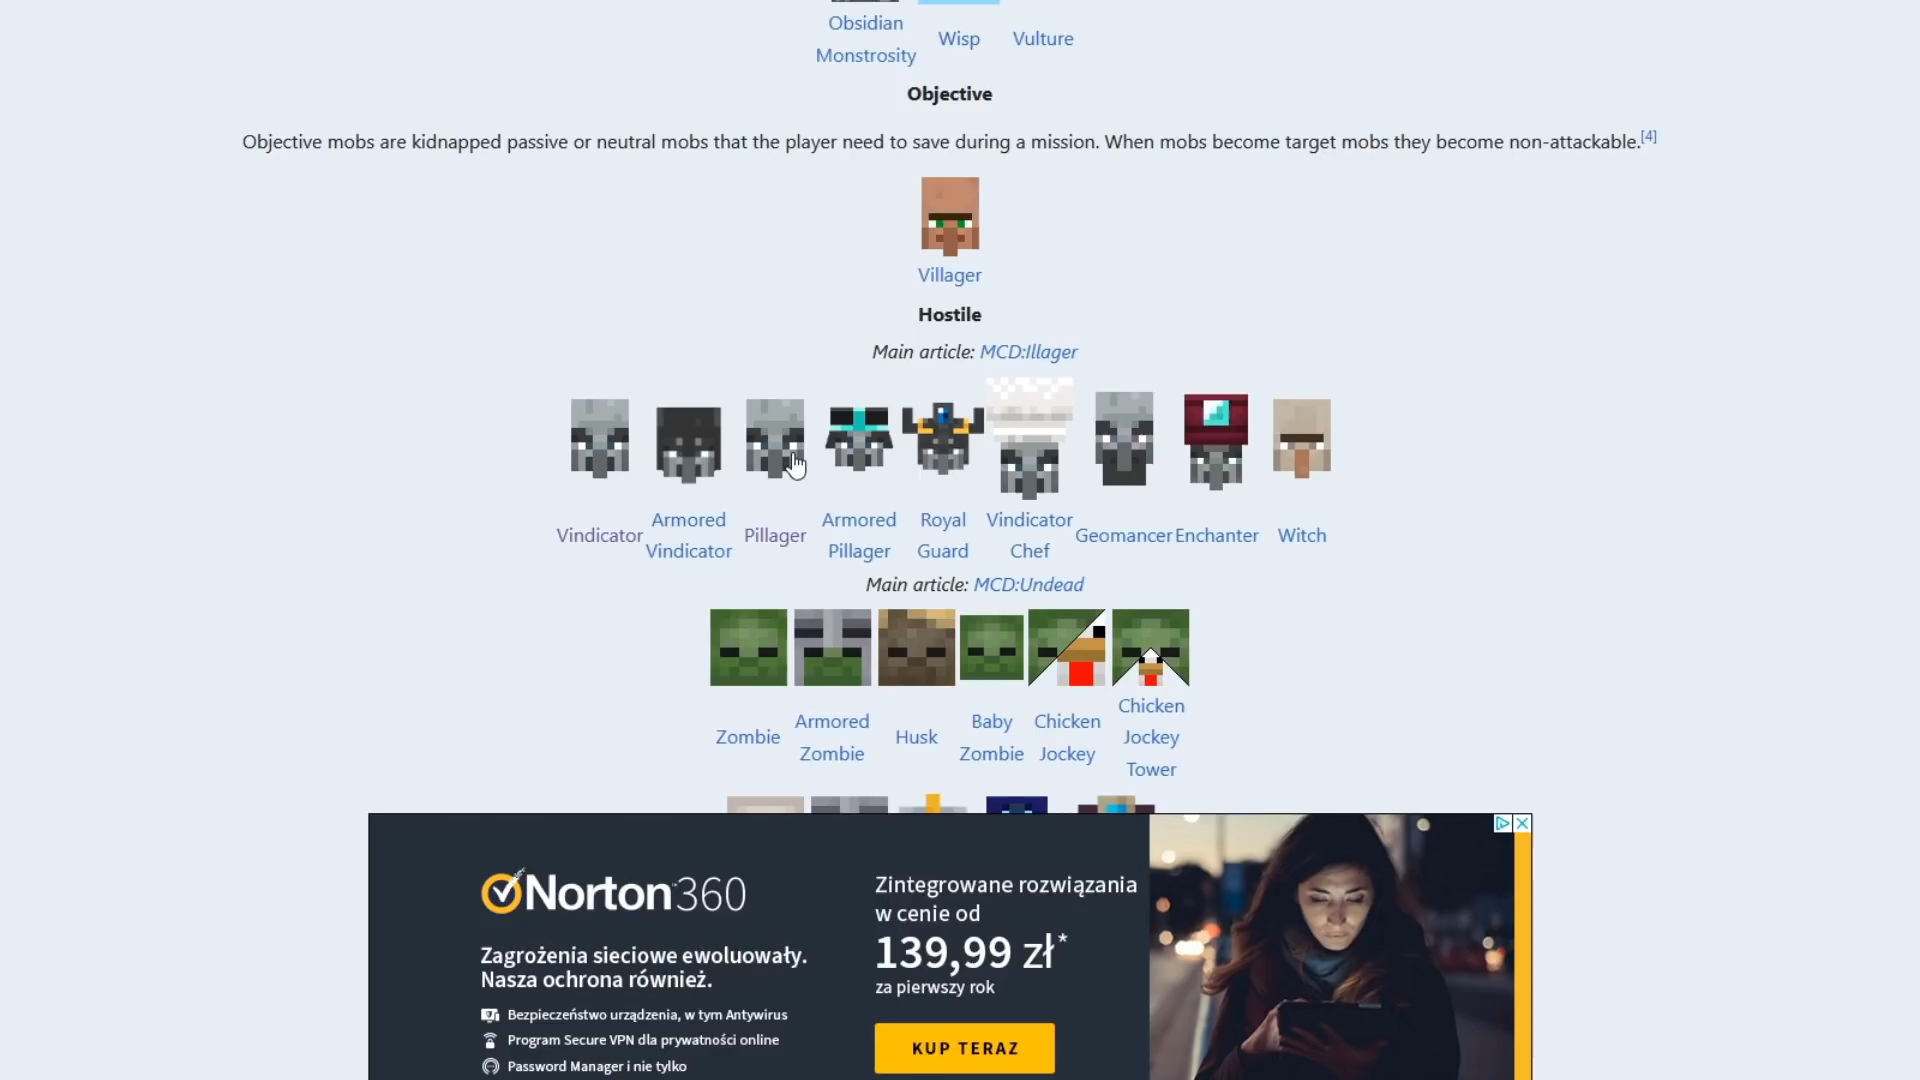 Obsidian Monstrosity
Wisp
Vulture
Objective
Objective mobs are kidnapped passive or neutral mobs that the player need to save during a mission. When mobs become target mobs they become non-attackable.[4]
Villager
Hostile
Main article: MCD:Illager
Vindicator
Armored Vindicator
Pillager
Armored Pillager
Royal Guard
Vindicator Chef
Geomancer
Enchanter
Witch
Main article: MCD:Undead
Zombie
Armored Zombie
Husk
Baby Zombie
Chicken Jockey
Chicken Jockey Tower
Norton 360
Zagrożenia sieciowe ewoluowały.
Nasza ochrona również.
Bezpieczeństwo urządzenia, w tym Antywirus
Program Secure VPN dla prywatności online
Password Manager i nie tylko
Zintegrowane rozwiązania
w cenie od
139,99 zł*
za pierwszy rok
KUP TERAZ